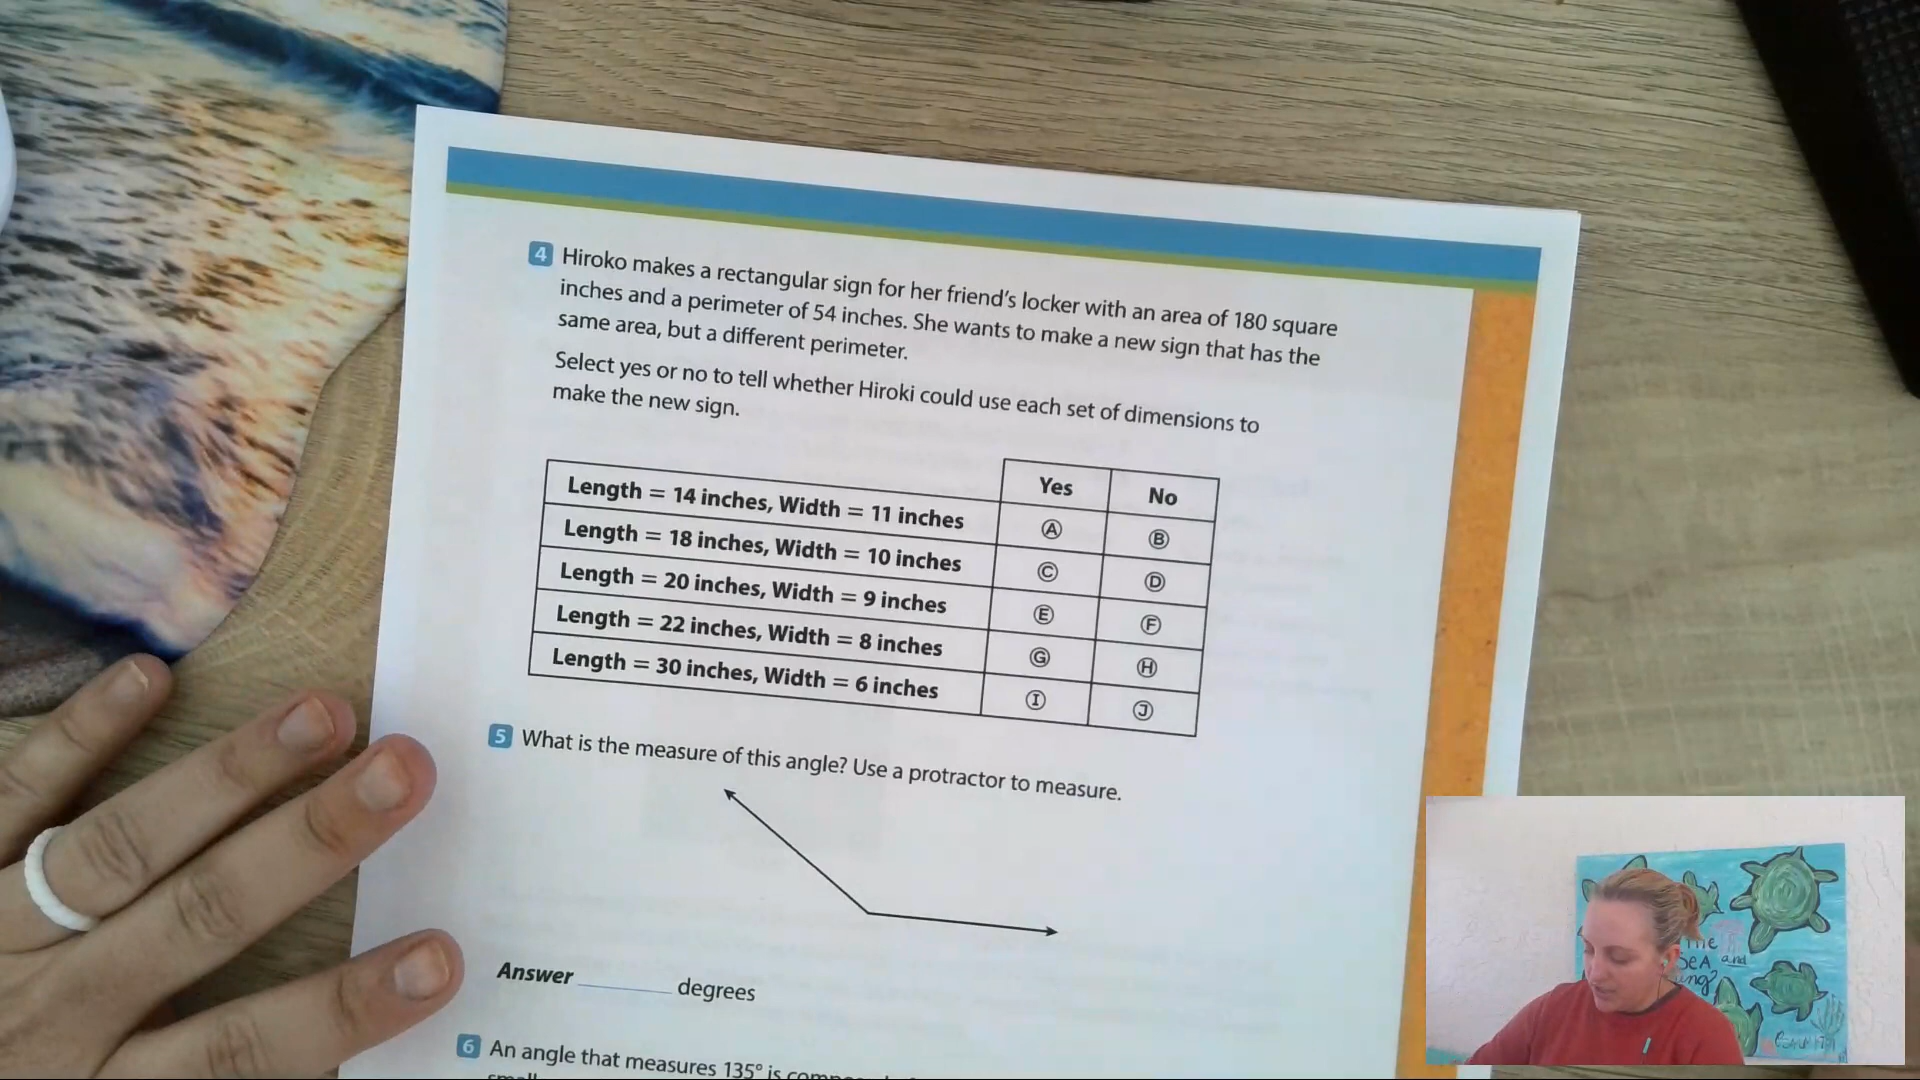 4 Hiroko makes a rectangular sign for her friend's locker with an area of 180 square
inches and a perimeter of 54 inches. She wants to make a new sign that has the
same area, but a different perimeter.
Select yes or no to tell whether Hiroki could use each set of dimensions to
make the new sign.
Yes No
Length = 14 inches, Width = 11 inches A B
Length = 18 inches, Width = 10 inches C D
Length = 20 inches, Width = 9 inches E F
Length = 22 inches, Width = 8 inches G H
Length = 30 inches, Width = 6 inches I J
5 What is the measure of this angle? Use a protractor to measure.
Answer ________ degrees
6 An angle that measures 135° is
The
SeA and